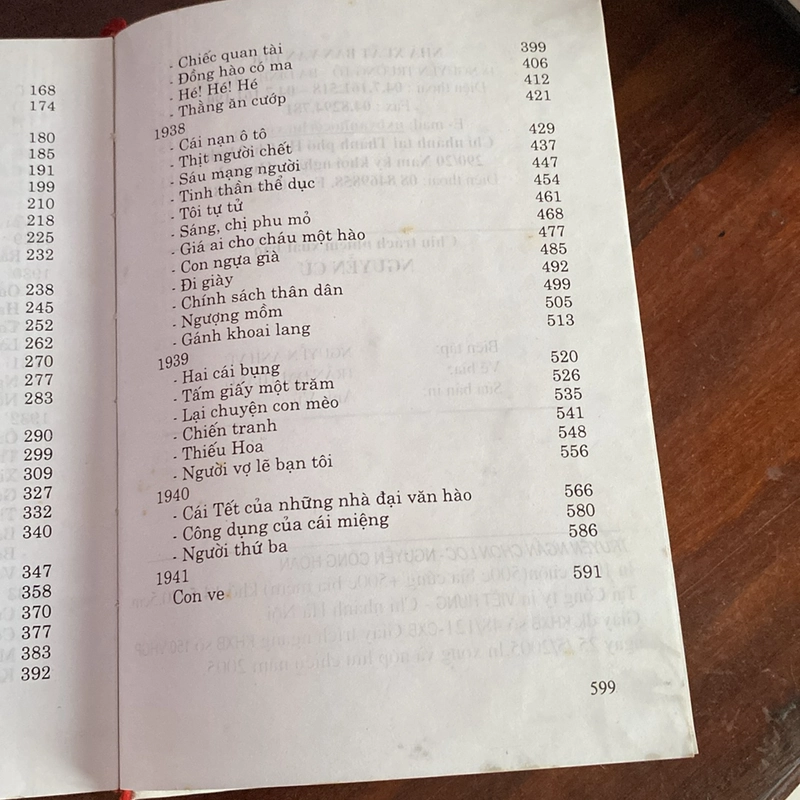 168
174
180
185
191
199
210
218
225
232
238
245
252
262
270
277
283
290
299
309
327
332
340
347
358
370
377
383
392
- Chiếc quan tài 399
- Đồng hào có ma 406
- Hé! Hé! Hé 412
- Thằng ăn cướp 421
1938
- Cái nạn ô tô 429
- Thịt người chết 437
- Sáu mạng người 447
- Tinh thần thể dục 454
- Tôi tự tử 461
- Sáng, chị phu mỏ 468
- Giá ai cho cháu một hào 477
- Con ngựa già 485
- Đi giày 492
- Chính sách thân dân 499
- Ngượng mồm 505
- Gánh khoai lang 513
1939
- Hai cái bụng 520
- Tấm giấy một trăm 526
- Lại chuyện con mèo 535
- Chiến tranh 541
- Thiếu Hoa 548
- Người vợ lẽ bạn tôi 556
1940
- Cái Tết của những nhà đại văn hào 566
- Công dụng của cái miệng 580
- Người thứ ba 586
1941
Con ve 591
599